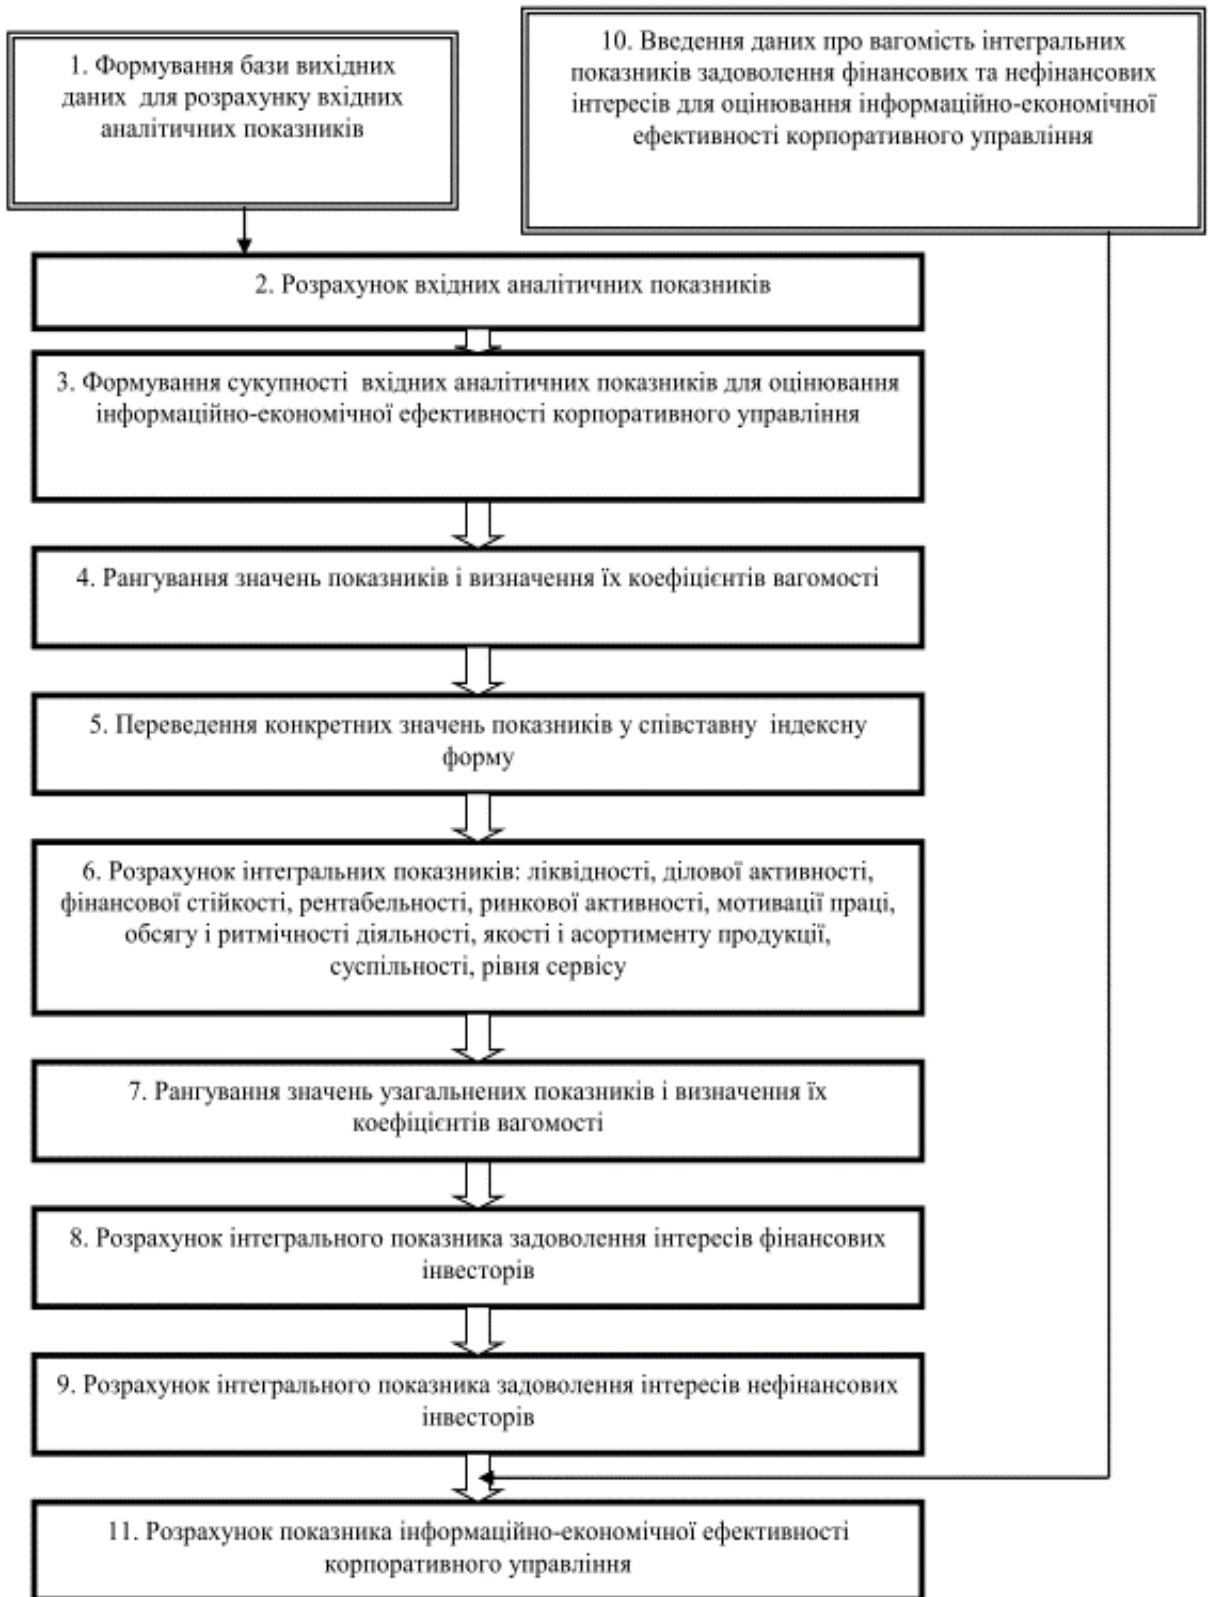 1. Формування бази вихідних
даних для розрахунку вхідних
аналітичних показників
10. Введення даних про вагомість інтегральних
показників задоволення фінансових та нефінансових
інтересів для оцінювання інформаційно-економічної
ефективності корпоративного управління
2. Розрахунок вхідних аналітичних показників
3. Формування сукупності вхідних аналітичних показників для оцінювання
інформаційно-економічної ефективності корпоративного управління
4. Рангування значень показників і визначення їх коефіцієнтів вагомості
5. Переведення конкретних значень показників у співставну індексну
форму
6. Розрахунок інтегральних показників: ліквідності, ділової активності,
фінансової стійкості, рентабельності, ринкової активності, мотивації праці,
обсягу і ритмічності діяльності, якості і асортименту продукції,
суспільності, рівня сервісу
7. Рангування значень узагальнених показників і визначення їх
коефіцієнтів вагомості
8. Розрахунок інтегрального показника задоволення інтересів фінансових
інвесторів
9. Розрахунок інтегрального показника задоволення інтересів нефінансових
інвесторів
11. Розрахунок показника інформаційно-економічної ефективності
корпоративного управління